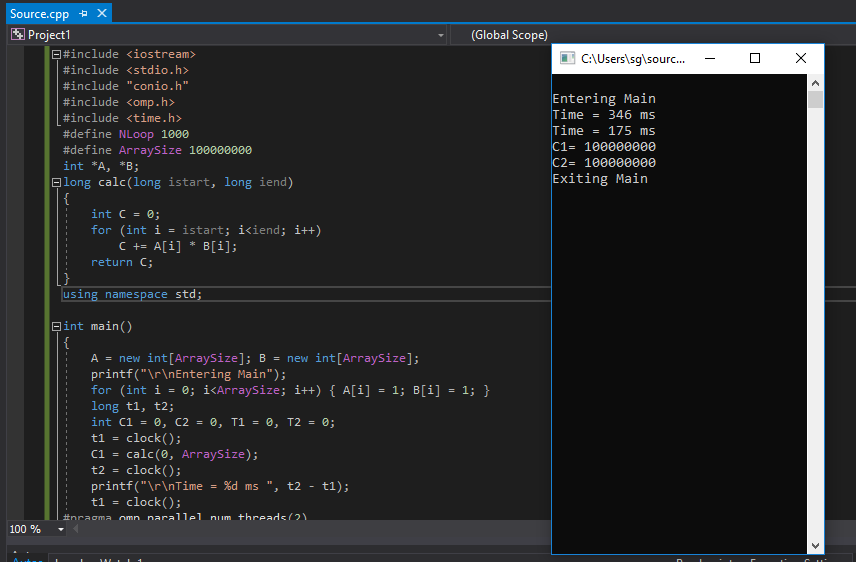 Source.cpp
Project1
(Global Scope)
#include <iostream>
#include <stdio.h>
#include "conio.h"
#include <omp.h>
#include <time.h>
#define NLoop 1000
#define ArraySize 100000000
int *A, *B;
long calc(long istart, long iend)
{
int C = 0;
for (int i = istart; i<iend; i++)
C += A[i] * B[i];
return C;
}
using namespace std;
int main()
{
A = new int[ArraySize]; B = new int[ArraySize];
printf("\r\nEntering Main");
for (int i = 0; i<ArraySize; i++) { A[i] = 1; B[i] = 1; }
long t1, t2;
int C1 = 0, C2 = 0, T1 = 0, T2 = 0;
t1 = clock();
C1 = calc(0, ArraySize);
t2 = clock();
printf("\r\nTime = %d ms ", t2 - t1);
t1 = clock();
#pragma omp parallel num_threads(2)
100 %
C:\Users\sg\sourc...
Entering Main
Time = 346 ms
Time = 175 ms
C1= 100000000
C2= 100000000
Exiting Main